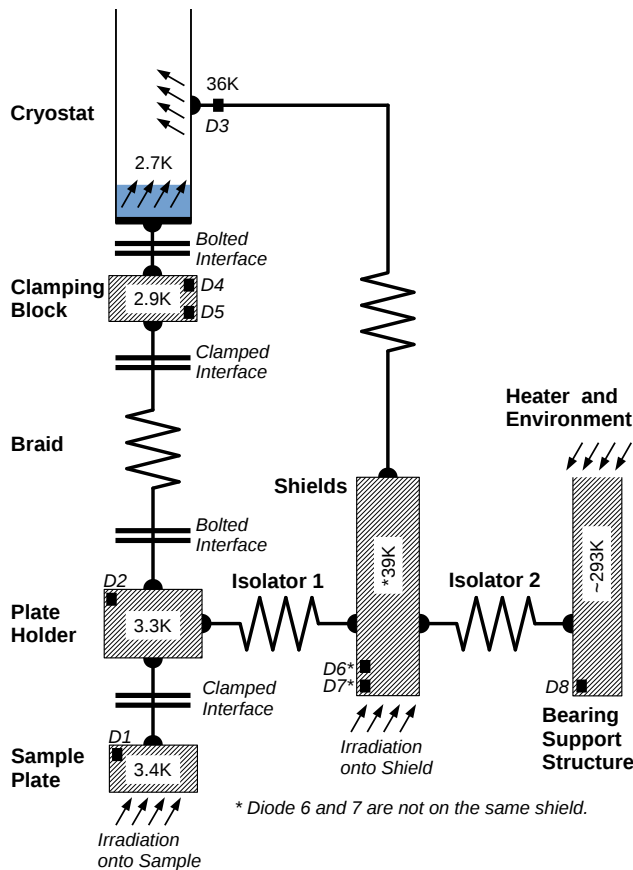 36K
Cryostat
D3
2.7K
Bolted
Interface
Clamping
Block
2.9K
D4
D5
Clamped
Interface
Heater and
Environment
Braid
Shields
Bolted
Interface
*39K
~293K
D2
Isolator 1
Isolator 2
Plate
Holder
3.3K
D6*
D7*
D8
Clamped
Interface
Bearing
Support
Structure
D1
Sample
Plate
3.4K
Irradiation
onto Shield
* Diode 6 and 7 are not on the same shield.
Irradiation
onto Sample